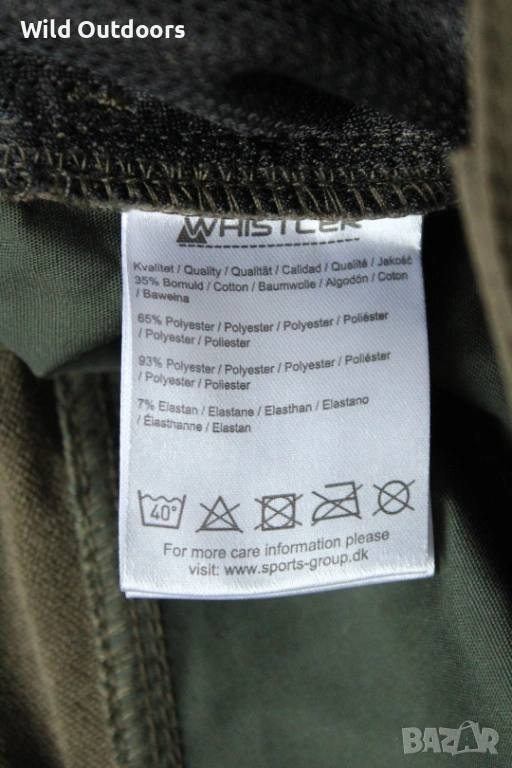 Wild Outdoors
WHISTLER
Kvalitet / Quality / Qualität / Calidad / Qualité / Jakość
35% Bomuld / Cotton / Baumwolle / Algodón / Coton
/ Bawełna
65% Polyester / Polyester / Polyester / Poliéster
/ Polyester / Poliester
93% Polyester / Polyester / Polyester / Poliéster
/ Polyester / Poliester
7% Elastan / Elastane / Elasthan / Elastano
/ Élasthanne / Elastan
40°
For more care information please
visit: www.sports-group.dk
BAZAR